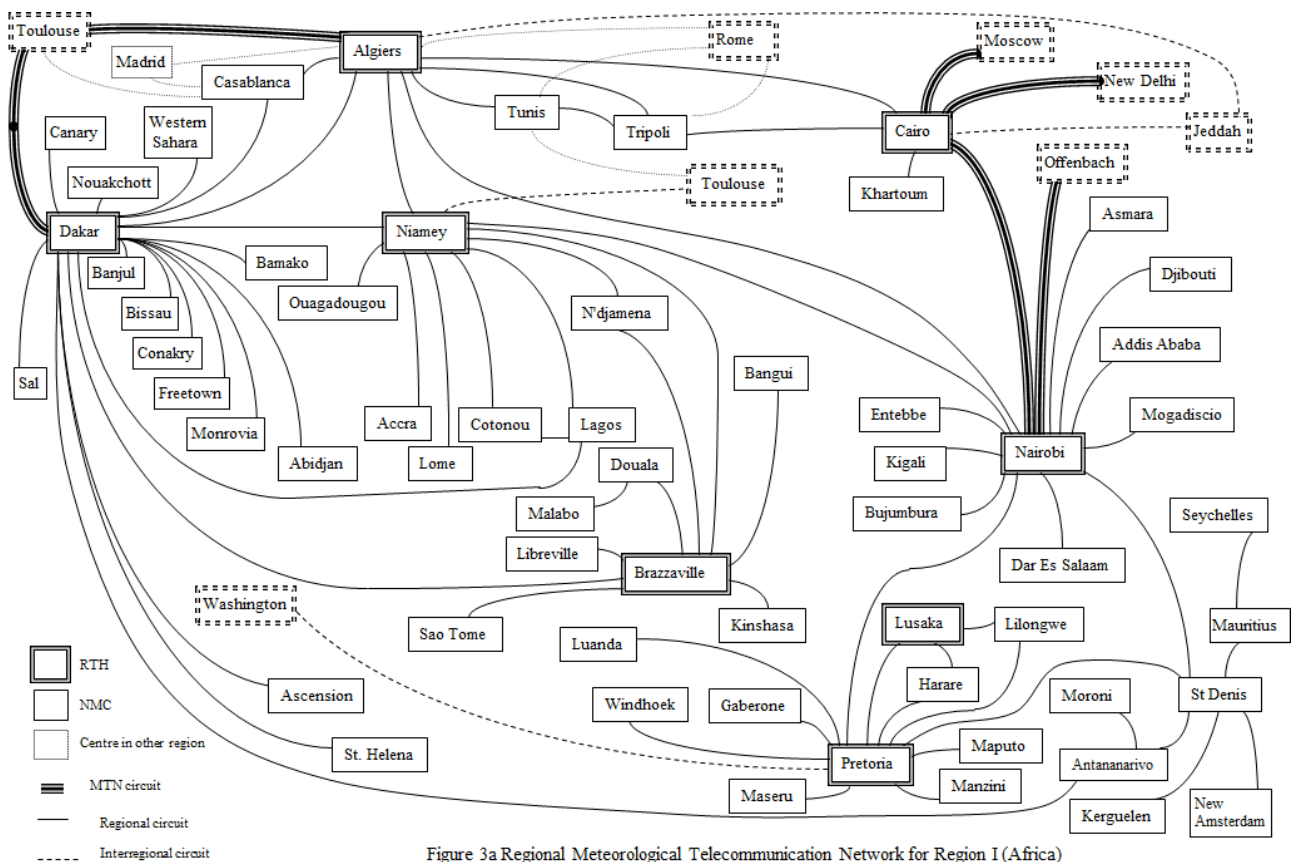 Toulouse
Algiers
Rome
Moscow
Madrid
Casablanca
New Delhi
Canary
Western
Sahara
Tunis
Tripoli
Cairo
Jeddah
Offenbach
Nouakchott
Toulouse
Khartoum
Asmara
Dakar
Niamey
Banjul
Bamako
Djibouti
Ouagadougou
N'djamena
Bissau
Conakry
Addis Ababa
Sal
Freetown
Bangui
Monrovia
Accra
Cotonou
Lagos
Entebbe
Mogadiscio
Abidjan
Lome
Douala
Kigali
Nairobi
Malabo
Bujumbura
Seychelles
Libreville
Brazzaville
Dar Es Salaam
Washington
Sao Tome
Kinshasa
Luanda
Lusaka
Lilongwe
Mauritius
RTH
NMC
Ascension
Windhoek
Gaberone
Harare
Moroni
St Denis
Centre in other region
St. Helena
Pretoria
Maputo
Antananarivo
MTN circuit
Maseru
Manzini
Kerguelen
New
Amsterdam
Regional circuit
Interregional circuit
Figure 3a Regional Meteorological Telecommunication Network for Region I (Africa)